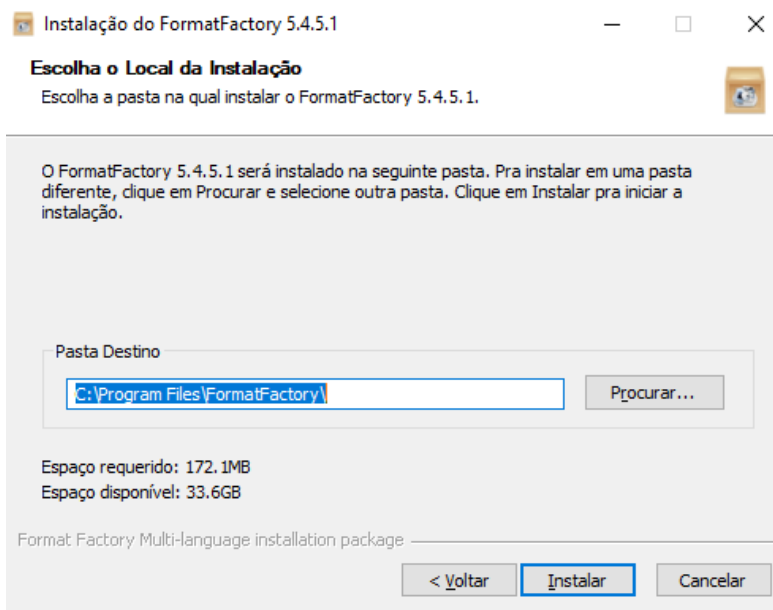 Instalação do FormatFactory 5.4.5.1
Escolha o Local da Instalação
Escolha a pasta na qual instalar o FormatFactory 5.4.5.1.
O FormatFactory 5.4.5.1 será instalado na seguinte pasta. Pra instalar em uma pasta
diferente, clique em Procurar e selecione outra pasta. Clique em Instalar pra iniciar a
instalação.
Pasta Destino
C:\Program Files\FormatFactory\
Procurar...
Espaço requerido: 172.1MB
Espaço disponível: 33.6GB
Format Factory Multi-language installation package
< Voltar
Instalar
Cancelar